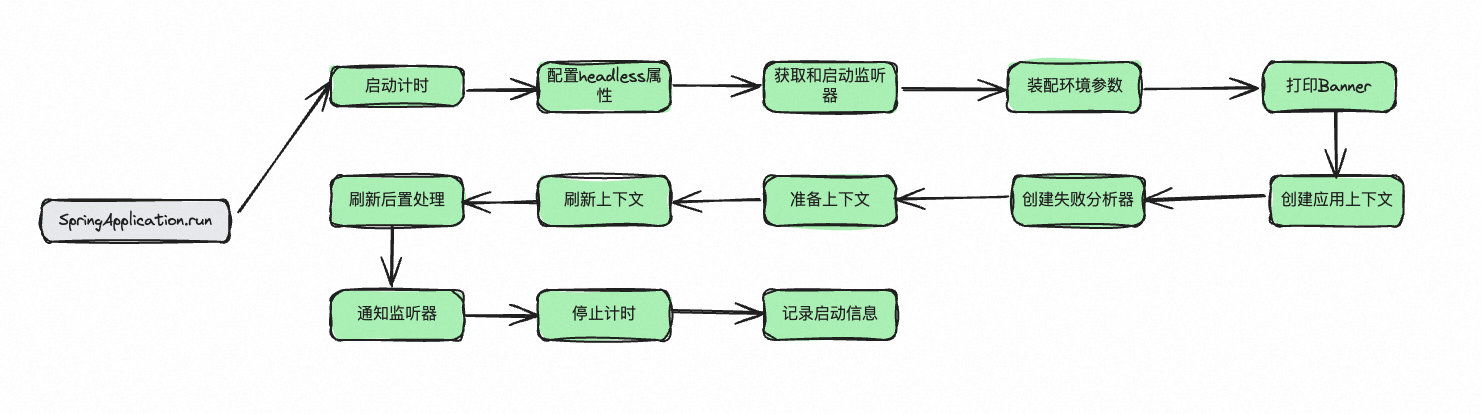 SpringApplication.run
启动计时
配置headless属
性
获取和启动监听
器
装配环境参数
打印Banner
创建应用上下文
创建失败分析器
准备上下文
刷新上下文
刷新后置处理
通知监听器
停止计时
记录启动信息